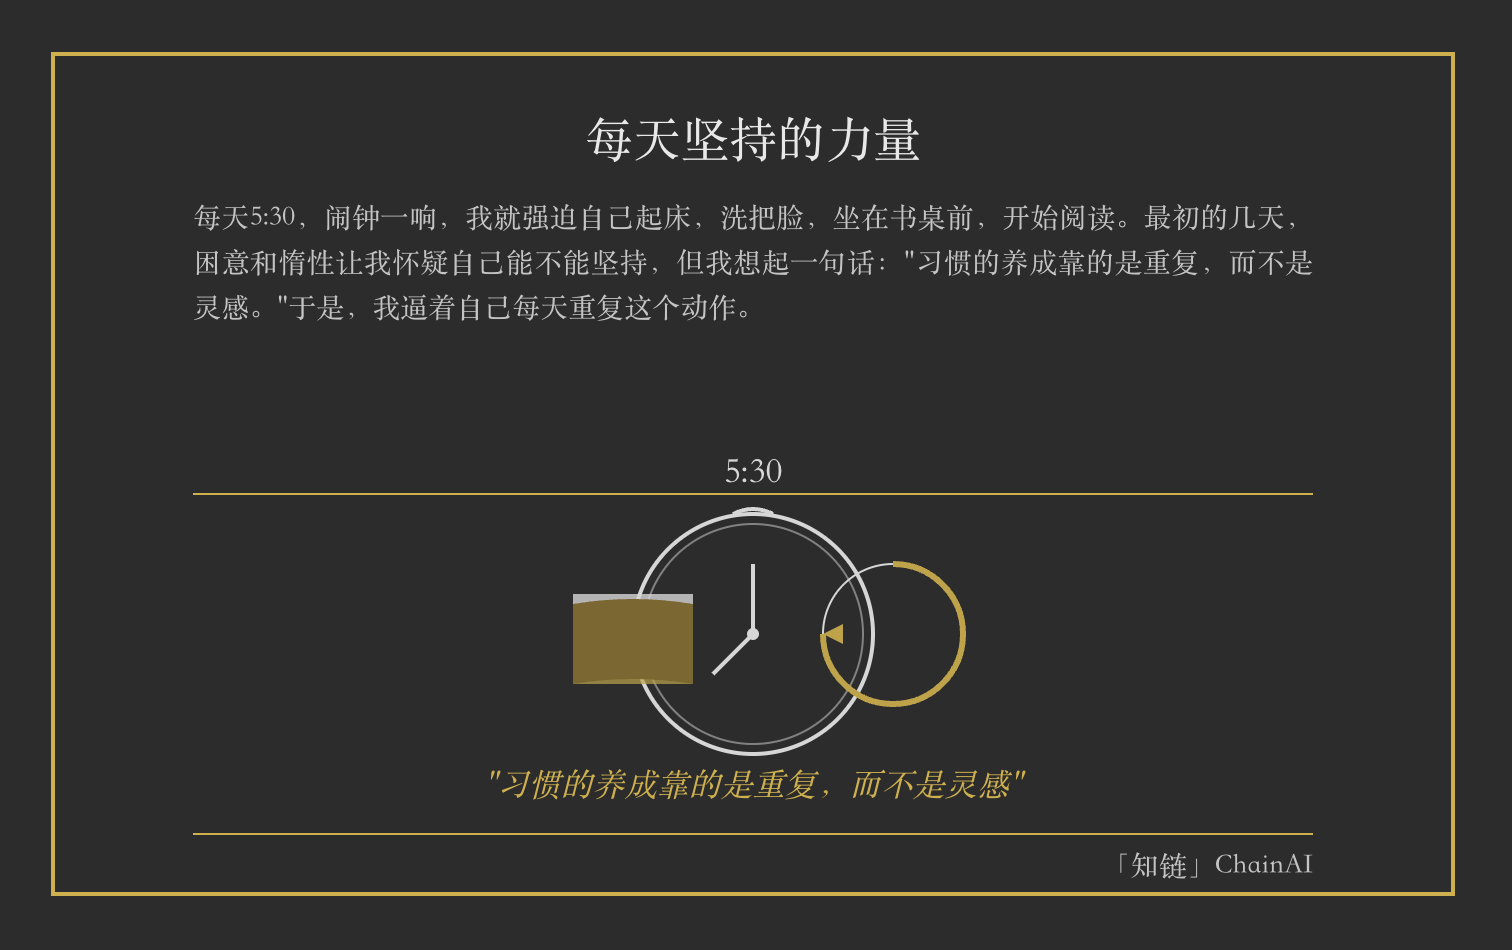 每天坚持的力量
每天5:30，闹钟一响，我就强迫自己起床，洗把脸，坐在书桌前，开始阅读。最初的几天，
困意和惰性让我怀疑自己能不能坚持，但我想起一句话："习惯的养成靠的是重复，而不是
灵感。"于是，我逼着自己每天重复这个动作。
5:30
"习惯的养成靠的是重复，而不是灵感"
「知链」ChainAI